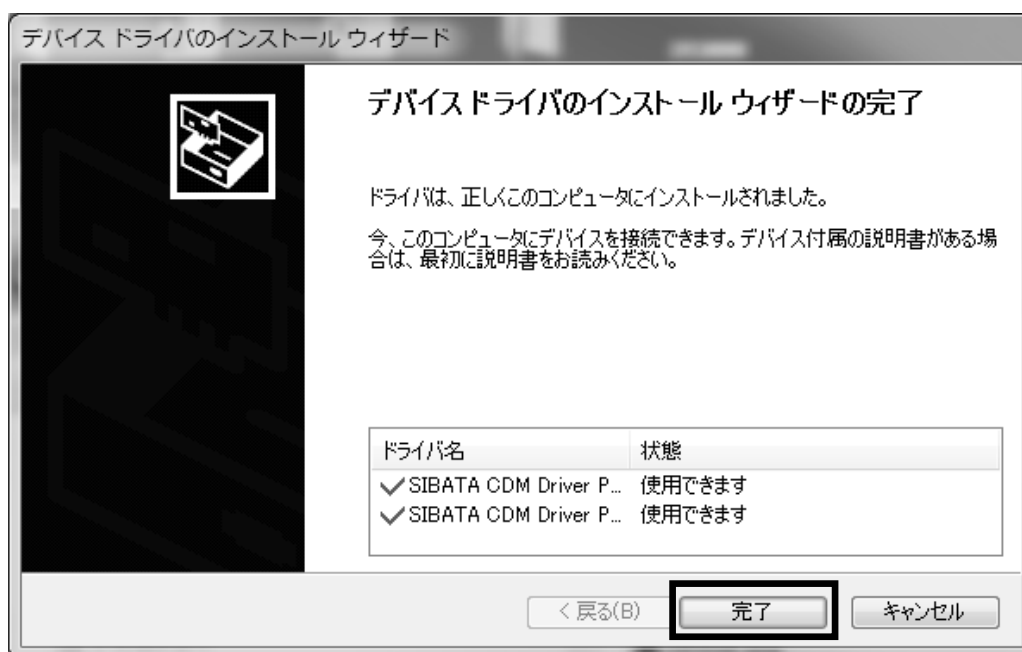 デバイス ドライバのインストール ウィザード
デバイス ドライバのインストール ウィザードの完了
ドライバは、正しくこのコンピュータにインストールされました。
今、このコンピュータにデバイスを接続できます。デバイス付属の説明書がある場
合は、最初に説明書をお読みください。
ドライバ名 状態
SIBATA CDM Driver P... 使用できます
SIBATA CDM Driver P... 使用できます
< 戻る(B) 完了 キャンセル